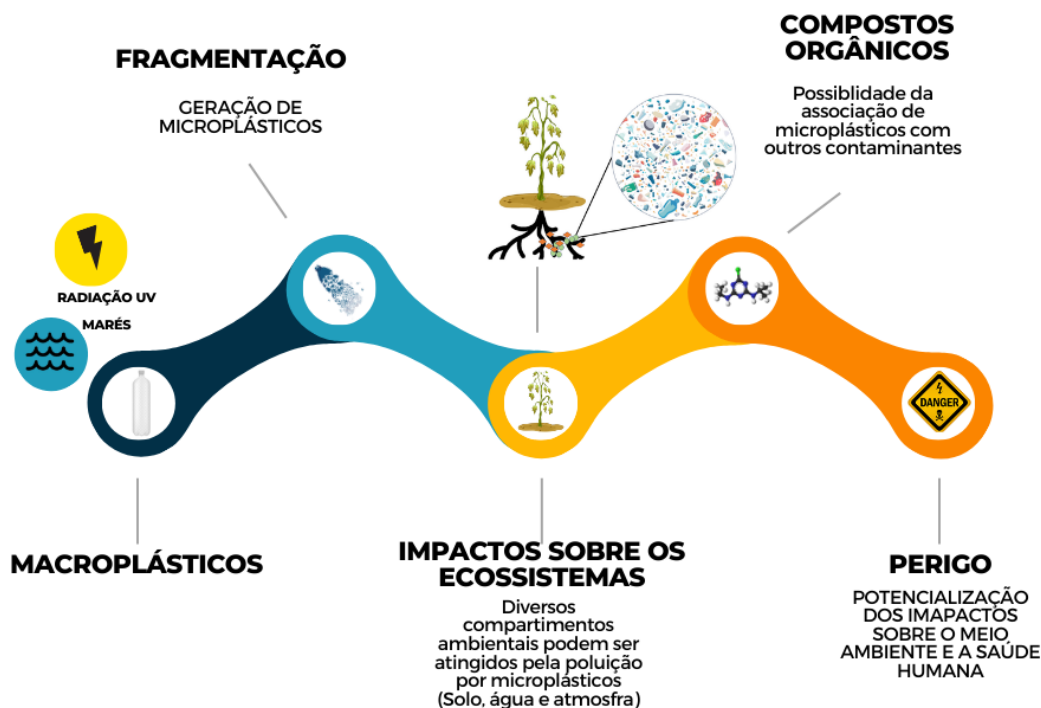 FRAGMENTAÇÃO
GERAÇÃO DE
MICROPLÁSTICOS
COMPOSTOS
ORGÂNICOS
Possiblidade da
associação de
microplásticos com
outros contaminantes
RADIAÇÃO UV
MARÉS
DANGER
MACROPLÁSTICOS
IMPACTOS SOBRE OS
ECOSSISTEMAS
Diversos
compartimentos
ambientais podem ser
atingidos pela poluição
por microplásticos
(Solo, água e atmosfra)
PERIGO
POTENCIALIZAÇÃO
DOS IMAPACTOS
SOBRE O MEIO
AMBIENTE E A SAÚDE
HUMANA